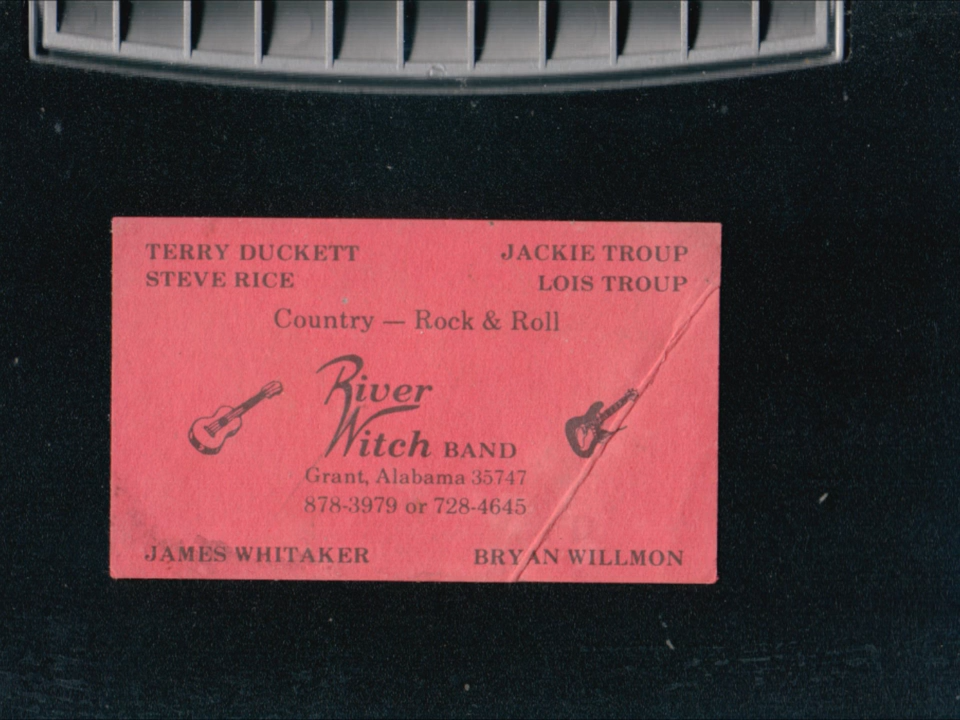 TERRY DUCKETT JACKIE TROUP
STEVE RICE LOIS TROUP
Country — Rock & Roll
River
Witch BAND
Grant, Alabama 35747
878-3979 or 728-4645
JAMES WHITAKER BRYAN WILLMON